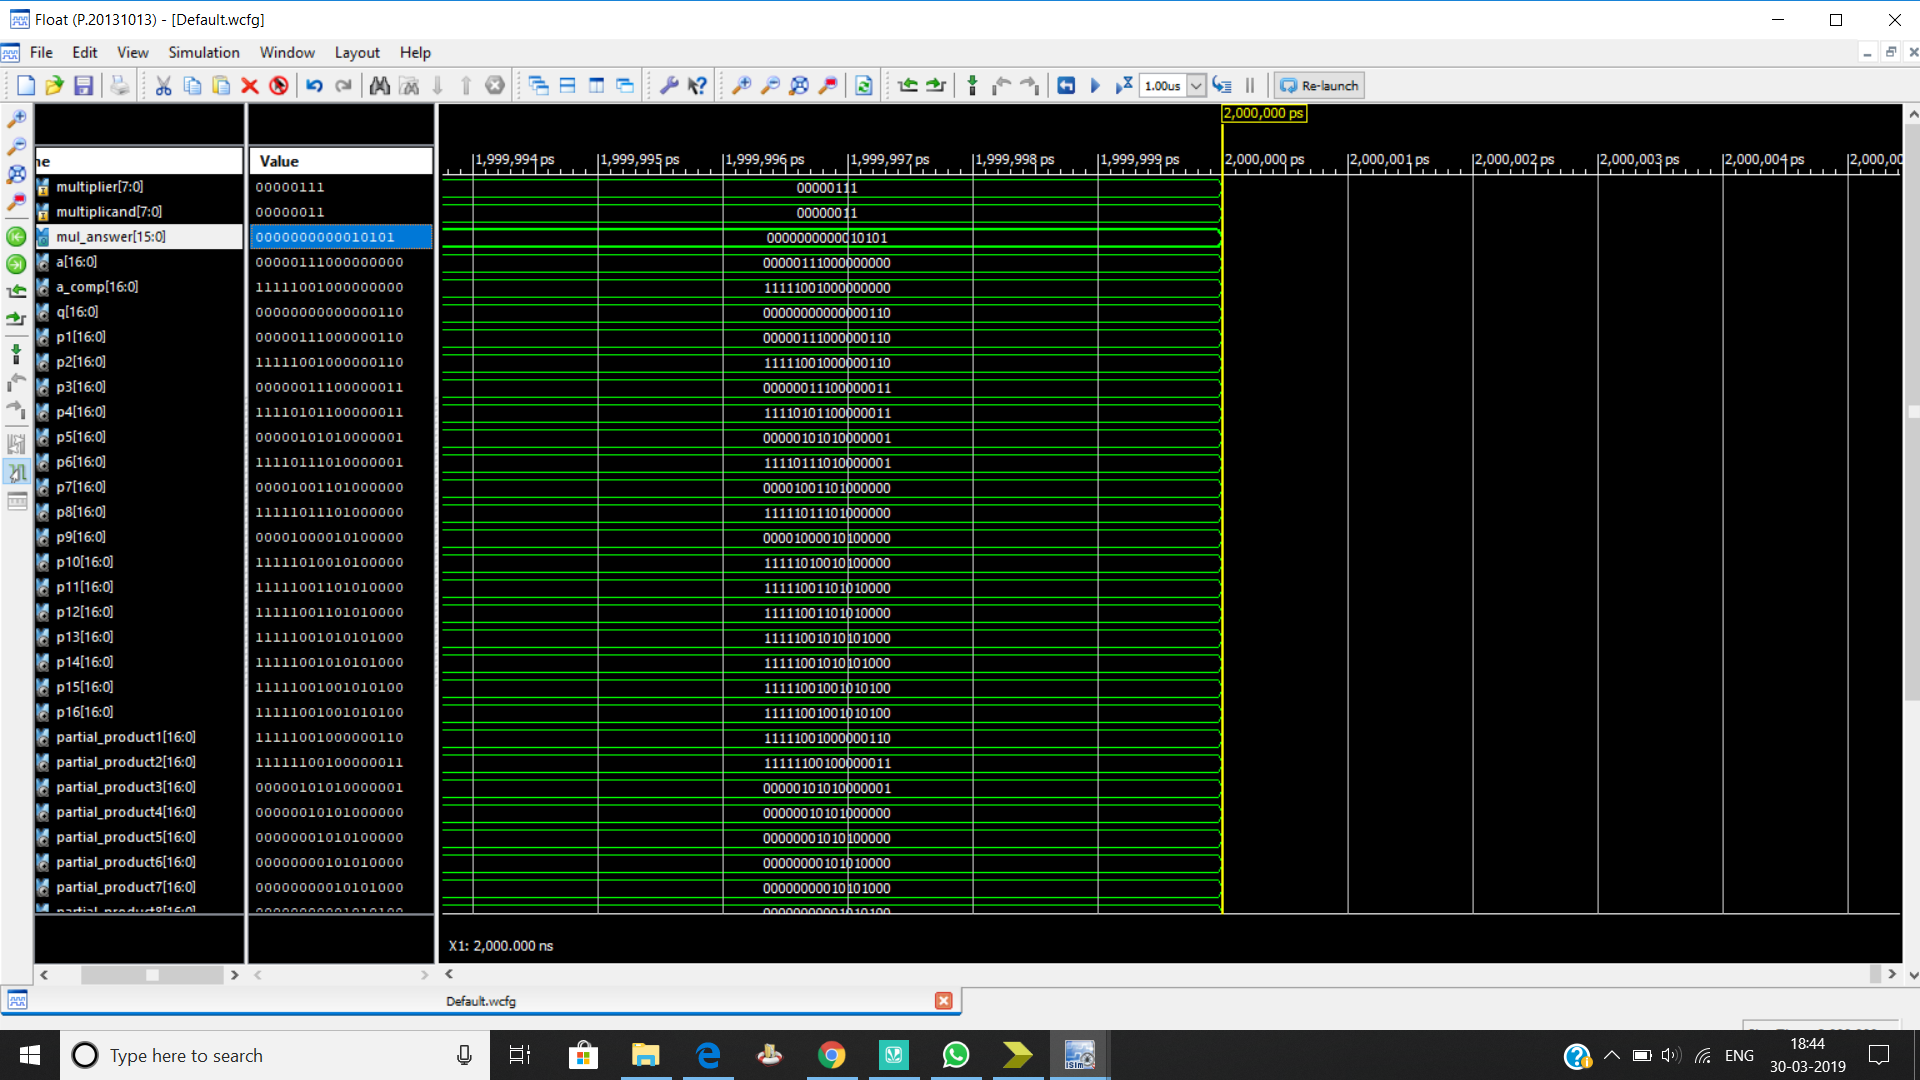 Float (P.20131013) - [Default.wcfg]
File Edit View Simulation Window Layout Help
1.00us Re-launch
2,000,000 ps
ne Value
1,999,994 ps 1,999,995 ps 1,999,996 ps 1,999,997 ps 1,999,998 ps 1,999,999 ps 2,000,000 ps 2,000,001 ps 2,000,002 ps 2,000,003 ps 2,000,004 ps 2,000,00
multiplier[7:0] 00000111 00000111
multiplicand[7:0] 00000011 00000011
mul_answer[15:0] 0000000000010101 0000000000010101
a[16:0] 00000111000000000 00000111000000000
a_comp[16:0] 11111001000000000 11111001000000000
q[16:0] 00000000000000110 00000000000000110
p1[16:0] 00000111000000110 00000111000000110
p2[16:0] 11111001000000110 11111001000000110
p3[16:0] 00000011100000011 00000011100000011
p4[16:0] 11110101100000011 11110101100000011
p5[16:0] 00000101010000001 00000101010000001
p6[16:0] 11110111010000001 11110111010000001
p7[16:0] 00001001101000000 00001001101000000
p8[16:0] 11111011101000000 11111011101000000
p9[16:0] 00001000010100000 00001000010100000
p10[16:0] 11111010010100000 11111010010100000
p11[16:0] 11111001101010000 11111001101010000
p12[16:0] 11111001101010000 11111001101010000
p13[16:0] 11111001010101000 11111001010101000
p14[16:0] 11111001010101000 11111001010101000
p15[16:0] 11111001001010100 11111001001010100
p16[16:0] 11111001001010100 11111001001010100
partial_product1[16:0] 11111001000000110 11111001000000110
partial_product2[16:0] 11111100100000011 11111100100000011
partial_product3[16:0] 00000101010000001 00000101010000001
partial_product4[16:0] 00000010101000000 00000010101000000
partial_product5[16:0] 00000001010100000 00000001010100000
partial_product6[16:0] 00000000101010000 00000000101010000
partial_product7[16:0] 00000000010101000 00000000010101000
partial_product8[16:0] 00000000001010100 00000000001010100
X1: 2,000.000 ns
Default.wcfg
Type here to search
ISim
ENG
18:44
30-03-2019